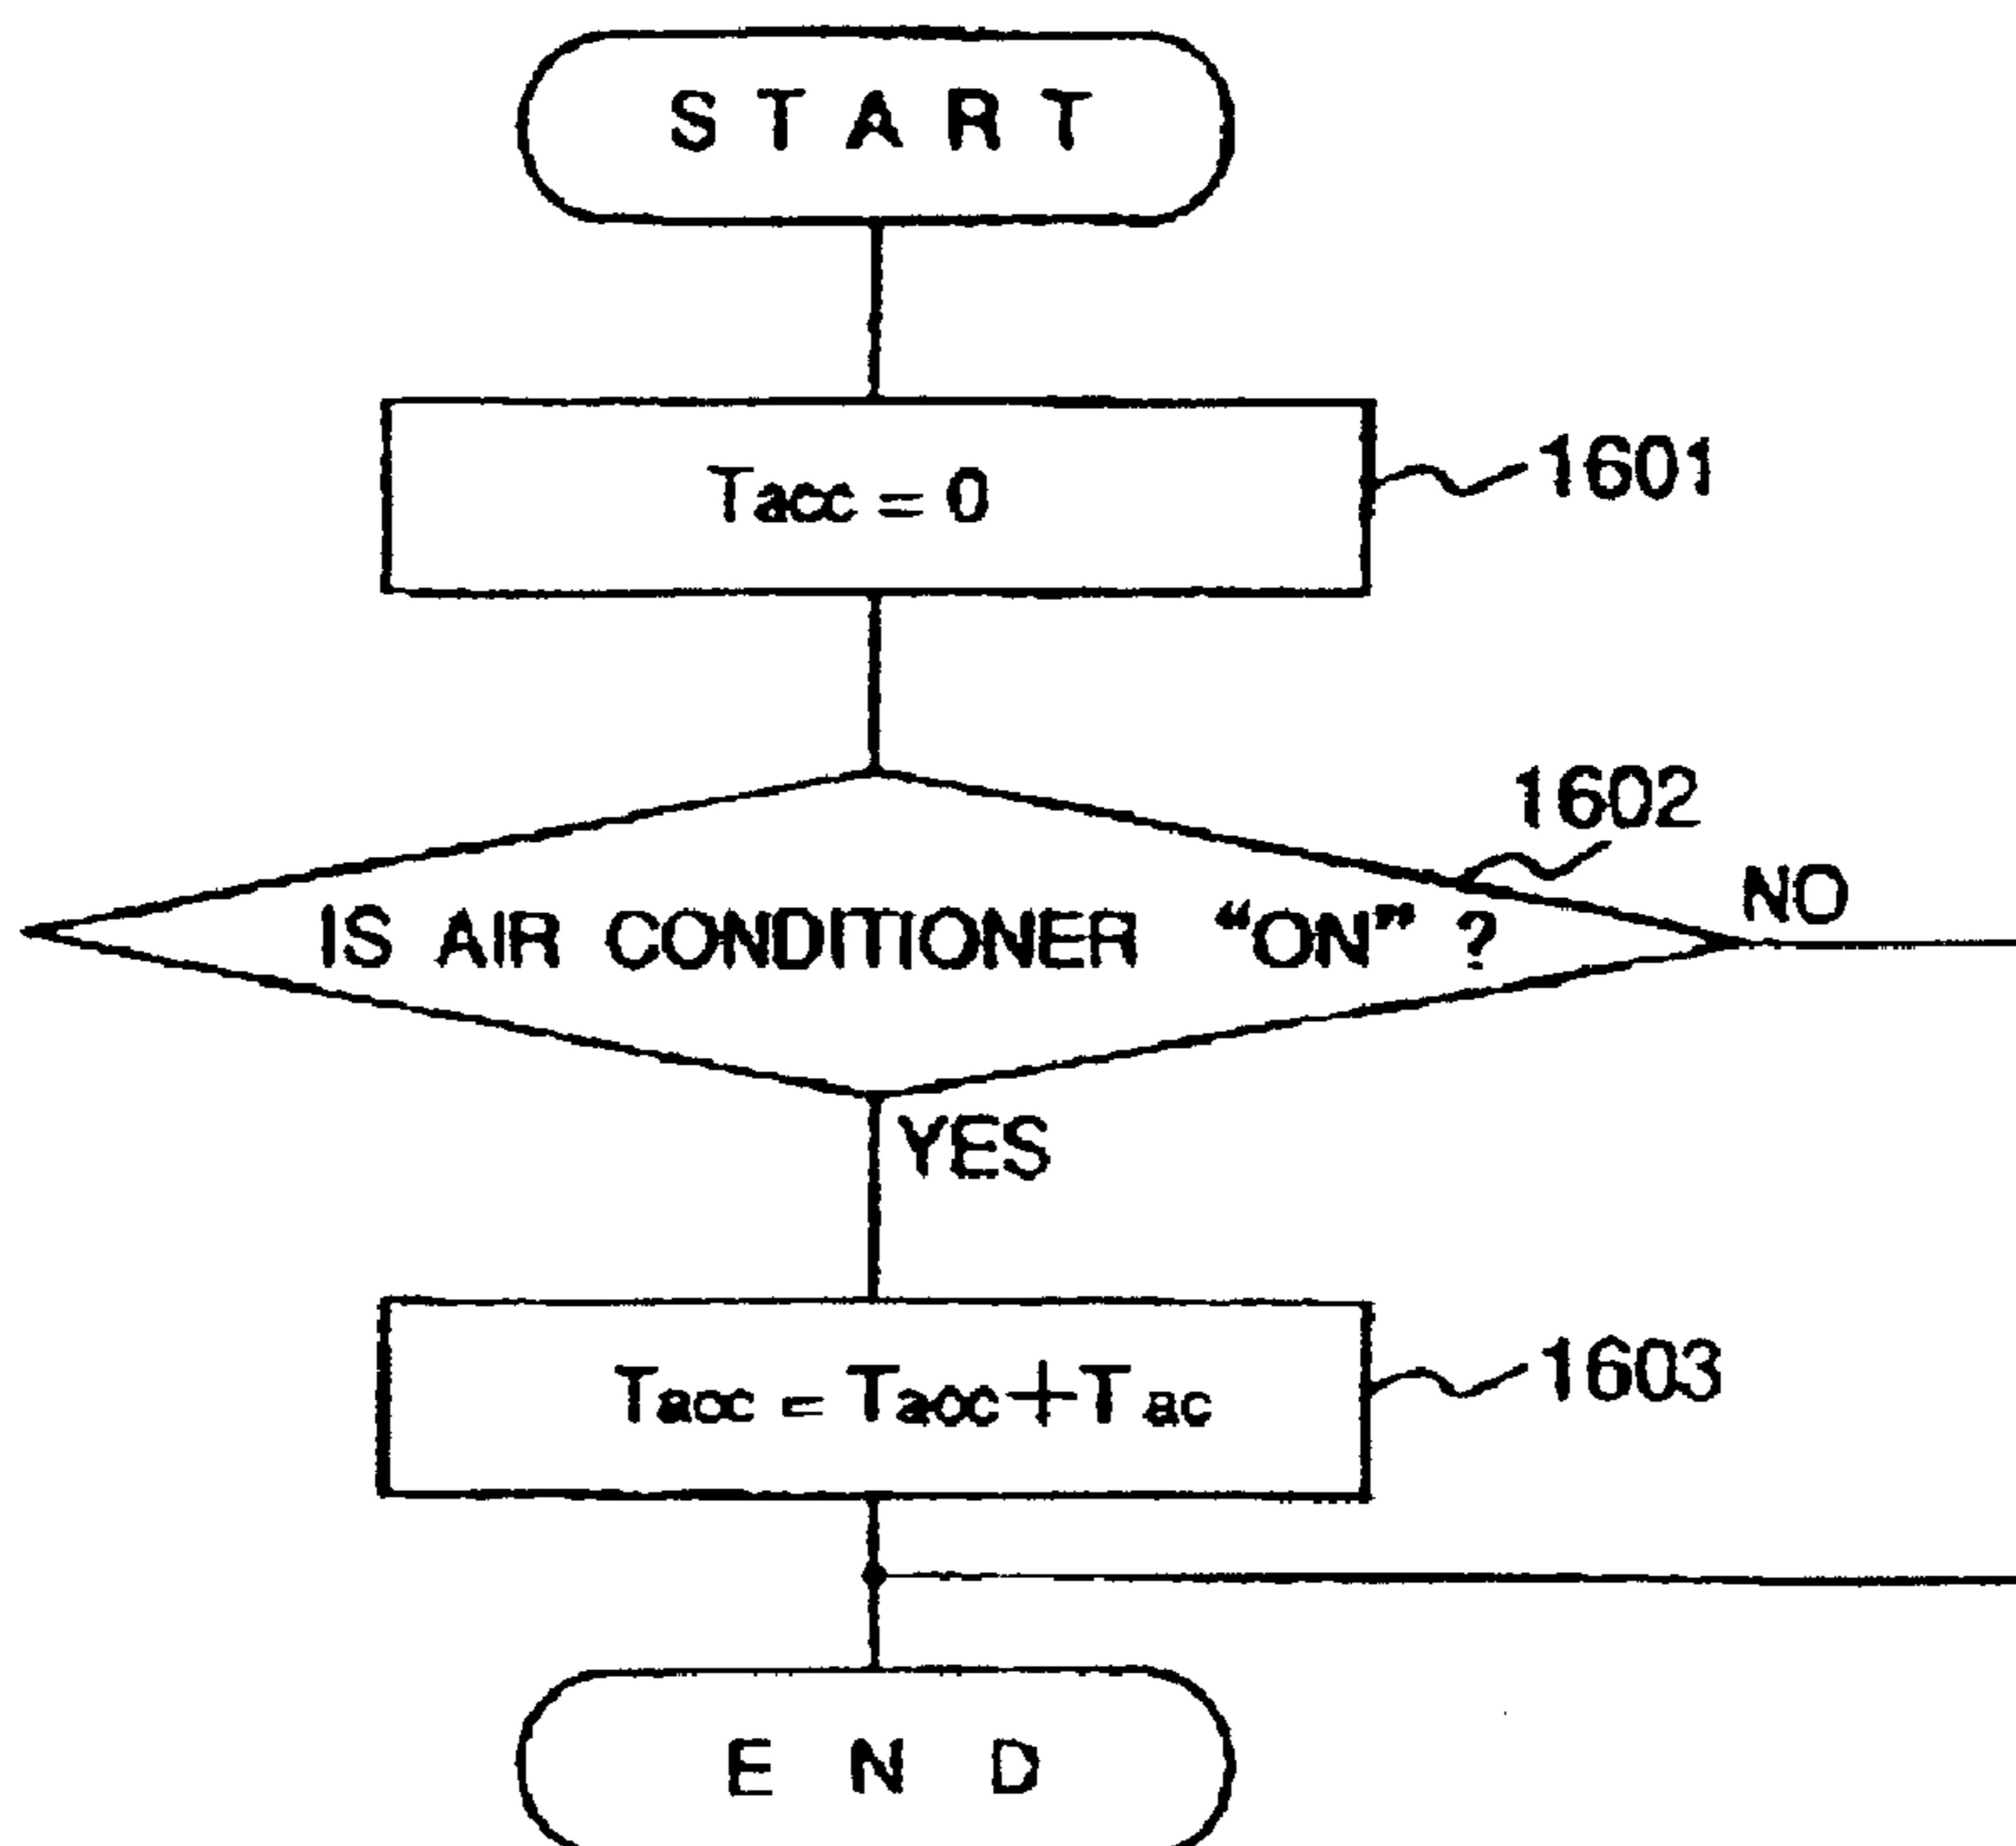 START
Tacc = 0
1601
1602
NO
IS AIR CONDITIONER “ON” ?
YES
Tacc = Tacc + Tac
1603
END